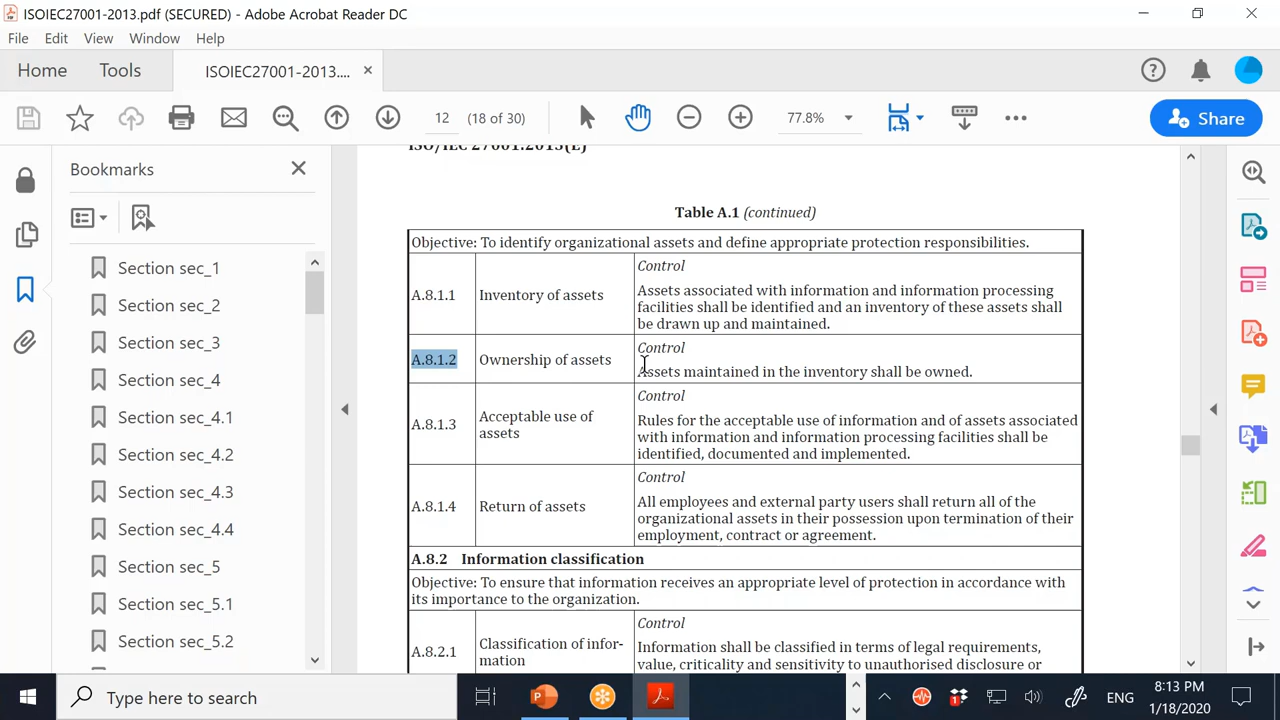 ISOIEC27001-2013.pdf (SECURED) - Adobe Acrobat Reader DC
File Edit View Window Help
Home Tools ISOIEC27001-2013....
12 (18 of 30) 77.8% Share
Bookmarks
Section sec_1
Section sec_2
Section sec_3
Section sec_4
Section sec_4.1
Section sec_4.2
Section sec_4.3
Section sec_4.4
Section sec_5
Section sec_5.1
Section sec_5.2
ISO/IEC 27001:2013(E)
Table A.1 (continued)
Objective: To identify organizational assets and define appropriate protection responsibilities.
A.8.1.1
Inventory of assets
Control
Assets associated with information and information processing
facilities shall be identified and an inventory of these assets shall
be drawn up and maintained.
A.8.1.2
Ownership of assets
Control
Assets maintained in the inventory shall be owned.
A.8.1.3
Acceptable use of
assets
Control
Rules for the acceptable use of information and of assets associated
with information and information processing facilities shall be
identified, documented and implemented.
A.8.1.4
Return of assets
Control
All employees and external party users shall return all of the
organizational assets in their possession upon termination of their
employment, contract or agreement.
A.8.2 Information classification
Objective: To ensure that information receives an appropriate level of protection in accordance with
its importance to the organization.
A.8.2.1
Classification of infor-
mation
Control
Information shall be classified in terms of legal requirements,
value, criticality and sensitivity to unauthorised disclosure or
Type here to search
ENG
8:13 PM
1/18/2020